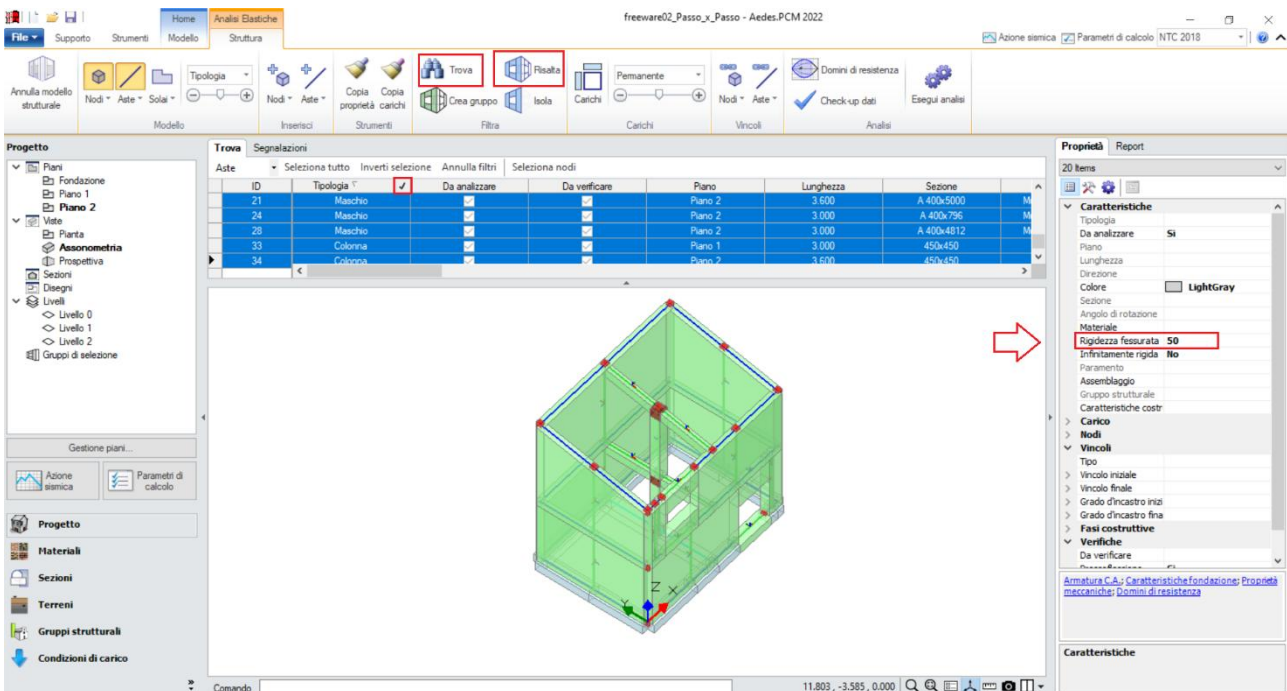 freeware02_Passo_x_Passo - Aedes.PCM 2022
Home
Analisi Elastiche
File
Supporto
Strumenti
Modello
Struttura
Azione sismica
Parametri di calcolo
NTC 2018
Annulla modello
strutturale
Nodi
Aste
Solai
Tipologia
Modello
Nodi
Aste
Inserisci
Copia
proprietà
Copia
carichi
Strumenti
Trova
Crea gruppo
Risalta
Isola
Filtra
Carichi
Permanente
Carichi
Nodi
Aste
Vincoli
Domini di resistenza
Check-up dati
Esegui analisi
Analisi
Progetto
Piani
Fondazione
Piano 1
Piano 2
Viste
Pianta
Assonometria
Prospettiva
Sezioni
Disegni
Livelli
Livello 0
Livello 1
Livello 2
Gruppi di selezione
Gestione piani...
Azione
sismica
Parametri di
calcolo
Progetto
Materiali
Sezioni
Terreni
Gruppi strutturali
Condizioni di carico
Trova Segnalazioni
Aste Seleziona tutto Inverti selezione Annulla filtri Seleziona nodi
ID Tipologia Da analizzare Da verificare Piano Lunghezza Sezione
21 Maschio Piano 2 3.600 A 400x5000
24 Maschio Piano 2 3.000 A 400x796
28 Maschio Piano 2 3.000 A 400x4812
33 Colonna Piano 1 3.000 450x450
34 Colonna Piano 2 3.600 450x450
Z
X
Y
Comando
11.803 , -3.585 , 0.000
Proprietà Report
20 Items
Caratteristiche
Tipologia
Da analizzare Sì
Piano
Lunghezza
Direzione
Colore LightGray
Sezione
Angolo di rotazione
Materiale
Rigidezza fessurata 50
Infinitamente rigida No
Paramento
Assemblaggio
Gruppo strutturale
Caratteristiche costr
Carico
Nodi
Vincoli
Tipo
Vincolo iniziale
Vincolo finale
Grado d'incastro inizi
Grado d'incastro fina
Fasi costruttive
Verifiche
Da verificare
Armatura C.A.; Caratteristiche fondazione; Proprietà
meccaniche; Domini di resistenza
Caratteristiche